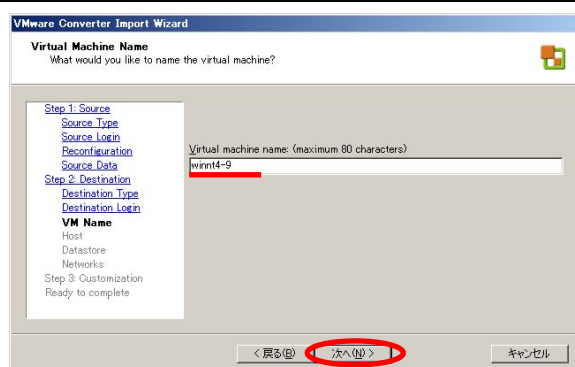 VMware Converter Import Wizard
Virtual Machine Name
What would you like to name the virtual machine?
Step 1: Source
Source Type
Source Login
Reconfiguration
Source Data
Step 2: Destination
Destination Type
Destination Login
VM Name
Host
Datastore
Networks
Step 3: Customization
Ready to complete
Virtual machine name: (maximum 80 characters)
winnt4-9
< 戻る(B)
次へ(N) >
キャンセル